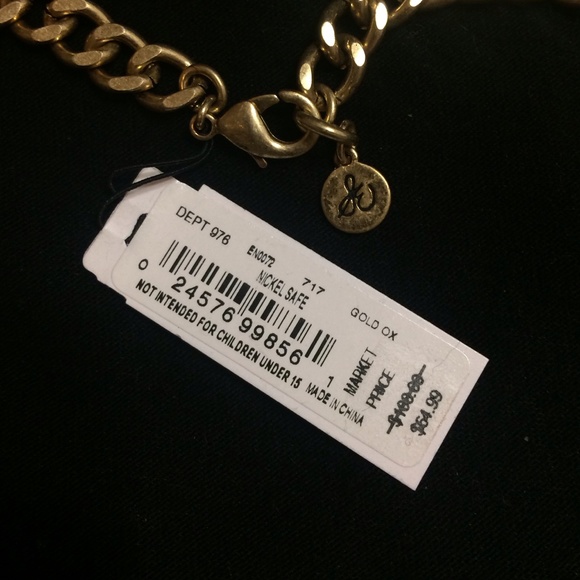 DEPT 976
EN0072
717
GOLD OX
NICKEL SAFE
0 24576 99856 1
NOT INTENDED FOR CHILDREN UNDER 15 MADE IN CHINA
MARKET
PRICE
$64.99